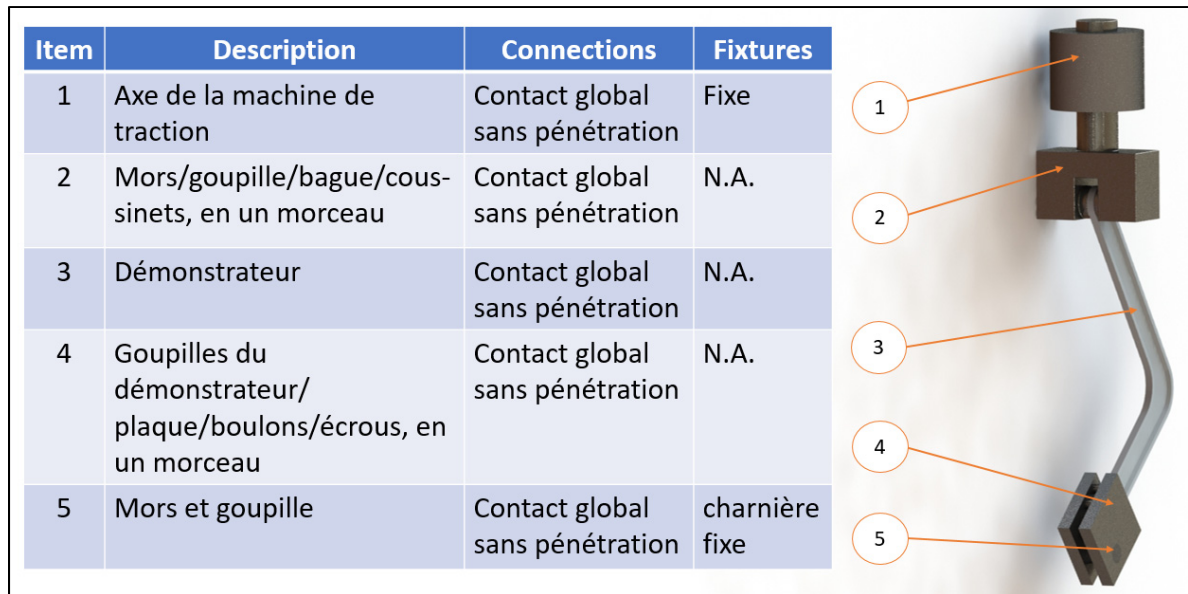 Item Description Connections Fixtures
1 Axe de la machine de Contact global Fixe
traction sans pénétration
2 Mors/goupille/bague/cous- Contact global N.A.
sinets, en un morceau sans pénétration
3 Démonstrateur Contact global N.A.
sans pénétration
4 Goupilles du Contact global N.A.
démonstrateur/ sans pénétration
plaque/boulons/écrous, en
un morceau
5 Mors et goupille Contact global charnière
sans pénétration fixe
1
2
3
4
5